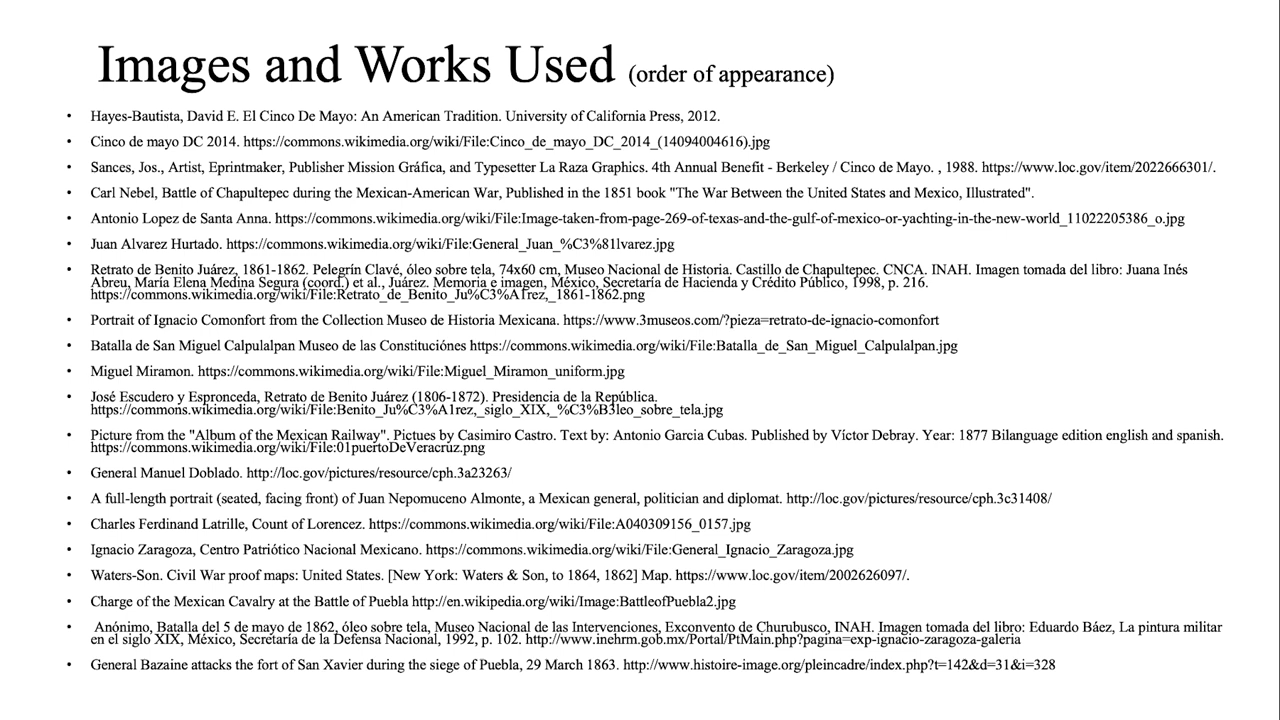 Images and Works Used (order of appearance)
• Hayes-Bautista, David E. El Cinco De Mayo: An American Tradition. University of California Press, 2012.
• Cinco de mayo DC 2014. https://commons.wikimedia.org/wiki/File:Cinco_de_mayo_DC_2014_(14094004616).jpg
• Sances, Jos., Artist, Eprintmaker, Publisher Mission Gráfica, and Typesetter La Raza Graphics. 4th Annual Benefit - Berkeley / Cinco de Mayo. , 1988. https://www.loc.gov/item/2022666301/.
• Carl Nebel, Battle of Chapultepec during the Mexican-American War, Published in the 1851 book "The War Between the United States and Mexico, Illustrated".
• Antonio Lopez de Santa Anna. https://commons.wikimedia.org/wiki/File:Image-taken-from-page-269-of-texas-and-the-gulf-of-mexico-or-yachting-in-the-new-world_11022205386_o.jpg
• Juan Alvarez Hurtado. https://commons.wikimedia.org/wiki/File:General_Juan_%C3%81lvarez.jpg
• Retrato de Benito Juárez, 1861-1862. Pelegrín Clavé, óleo sobre tela, 74x60 cm, Museo Nacional de Historia. Castillo de Chapultepec. CNCA. INAH. Imagen tomada del libro: Juana Inés
Abreu, María Elena Medina Segura (coord.) et al., Juárez. Memoria e imagen, México, Secretaría de Hacienda y Crédito Público, 1998, p. 216.
https://commons.wikimedia.org/wiki/File:Retrato_de_Benito_Ju%C3%A1rez,_1861-1862.png
• Portrait of Ignacio Comonfort from the Collection Museo de Historia Mexicana. https://www.3museos.com/?pieza=retrato-de-ignacio-comonfort
• Batalla de San Miguel Calpulalpan Museo de las Constituciónes https://commons.wikimedia.org/wiki/File:Batalla_de_San_Miguel_Calpulalpan.jpg
• Miguel Miramon. https://commons.wikimedia.org/wiki/File:Miguel_Miramon_uniform.jpg
• José Escudero y Espronceda, Retrato de Benito Juárez (1806-1872). Presidencia de la República.
https://commons.wikimedia.org/wiki/File:Benito_Ju%C3%A1rez,_siglo_XIX,_%C3%B3leo_sobre_tela.jpg
• Picture from the "Album of the Mexican Railway". Pictues by Casimiro Castro. Text by: Antonio Garcia Cubas. Published by Víctor Debray. Year: 1877 Bilanguage edition english and spanish.
https://commons.wikimedia.org/wiki/File:01puertoDeVeracruz.png
• General Manuel Doblado. http://loc.gov/pictures/resource/cph.3a23263/
• A full-length portrait (seated, facing front) of Juan Nepomuceno Almonte, a Mexican general, politician and diplomat. http://loc.gov/pictures/resource/cph.3c31408/
• Charles Ferdinand Latrille, Count of Lorencez. https://commons.wikimedia.org/wiki/File:A040309156_0157.jpg
• Ignacio Zaragoza, Centro Patriótico Nacional Mexicano. https://commons.wikimedia.org/wiki/File:General_Ignacio_Zaragoza.jpg
• Waters-Son. Civil War proof maps: United States. [New York: Waters & Son, to 1864, 1862] Map. https://www.loc.gov/item/2002626097/.
• Charge of the Mexican Cavalry at the Battle of Puebla http://en.wikipedia.org/wiki/Image:BattleofPuebla2.jpg
• Anónimo, Batalla del 5 de mayo de 1862, óleo sobre tela, Museo Nacional de las Intervenciones, Exconvento de Churubusco, INAH. Imagen tomada del libro: Eduardo Báez, La pintura militar
en el siglo XIX, México, Secretaría de la Defensa Nacional, 1992, p. 102. http://www.inehrm.gob.mx/Portal/PtMain.php?pagina=exp-ignacio-zaragoza-galeria
• General Bazaine attacks the fort of San Xavier during the siege of Puebla, 29 March 1863. http://www.histoire-image.org/pleincadre/index.php?t=142&d=31&i=328